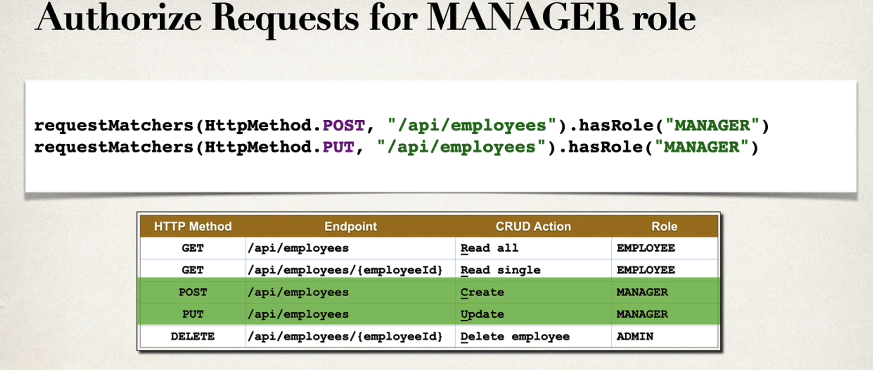 Authorize Requests for MANAGER role
requestMatchers(HttpMethod.POST, "/api/employees").hasRole("MANAGER")
requestMatchers(HttpMethod.PUT, "/api/employees").hasRole("MANAGER")
HTTP Method Endpoint CRUD Action Role
GET /api/employees Read all EMPLOYEE
GET /api/employees/{employeeId} Read single EMPLOYEE
POST /api/employees Create MANAGER
PUT /api/employees Update MANAGER
DELETE /api/employees/{employeeId} Delete employee ADMIN